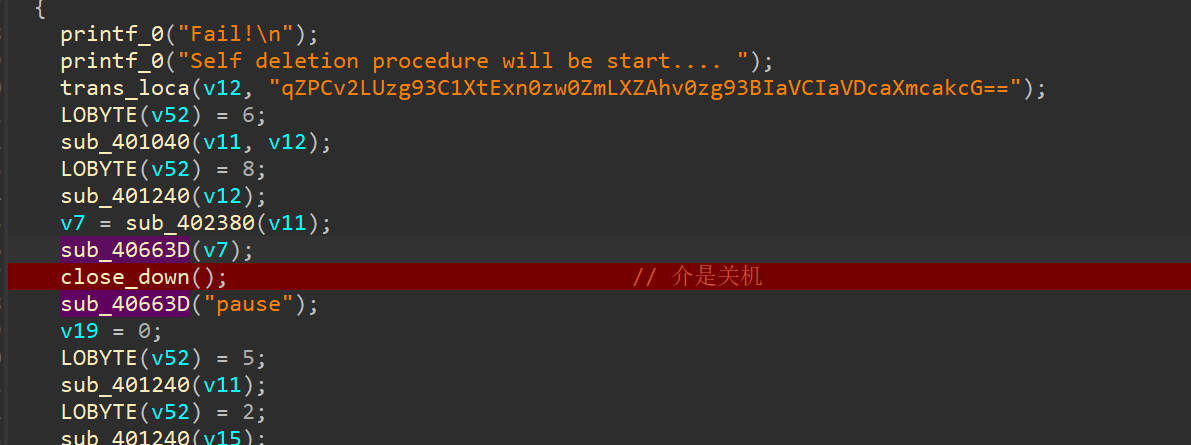 {
printf_0("Fail!\n");
printf_0("Self deletion procedure will be start.... ");
trans_loca(v12, "qZPCv2LUzg93C1XtExn0zw0ZmLXZAhv0zg93BIaVCIaVDcaXmcakcG==");
LOBYTE(v52) = 6;
sub_401040(v11, v12);
LOBYTE(v52) = 8;
sub_401240(v12);
v7 = sub_402380(v11);
sub_40663D(v7);
close_down(); // 介是关机
sub_40663D("pause");
v19 = 0;
LOBYTE(v52) = 5;
sub_401240(v11);
LOBYTE(v52) = 2;
sub_401240(v15);